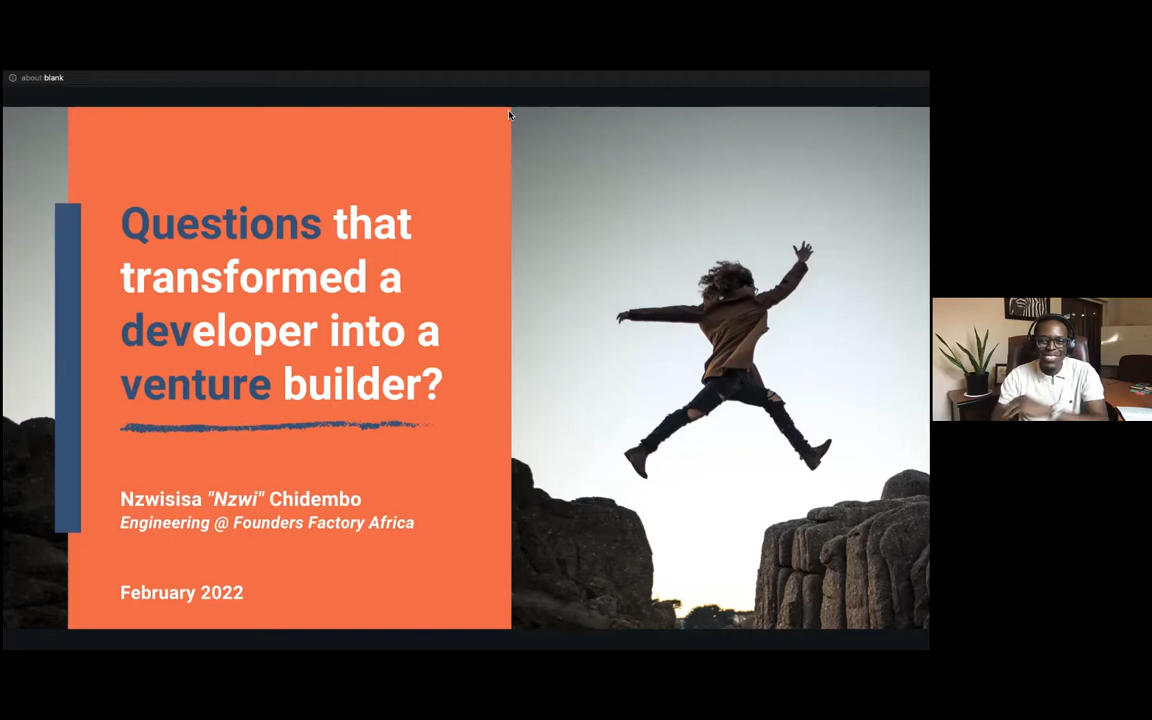 about:blank
Questions that
transformed a
developer into a
venture builder?
Nzwisisa "Nzwi" Chidembo
Engineering @ Founders Factory Africa
February 2022